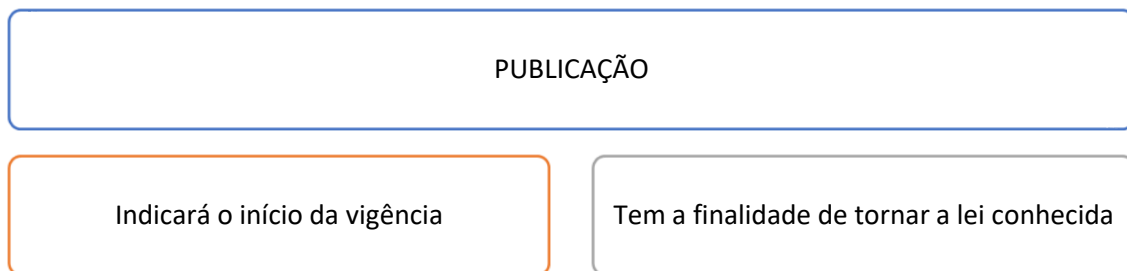 PUBLICAÇÃO
Indicará o início da vigência
Tem a finalidade de tornar a lei conhecida